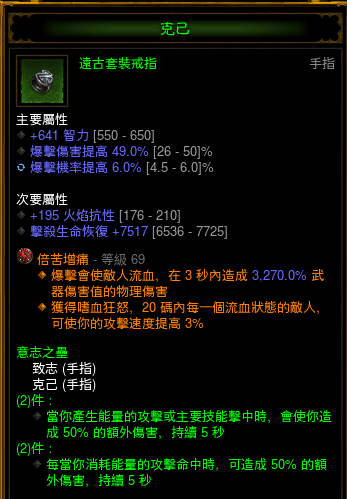 克己
遠古套裝戒指 手指
主要屬性
+641 智力 [550 - 650]
爆擊傷害提高 49.0% [26 - 50]%
爆擊機率提高 6.0% [4.5 - 6.0]%
次要屬性
+195 火焰抗性 [176 - 210]
擊殺生命恢復 +7517 [6536 - 7725]
倍苦增痛 - 等級 69
爆擊會使敵人流血，在 3 秒內造成 3,270.0% 武
器傷害值的物理傷害
獲得嗜血狂怒，20 碼內每一個流血狀態的敵人，
可使你的攻擊速度提高 3%
意志之壘
致志 (手指)
克己 (手指)
(2)件：
當你產生能量的攻擊或主要技能擊中時，會使你造
成 50% 的額外傷害，持續 5 秒
(2)件：
每當你消耗能量的攻擊命中時，可造成 50% 的額
外傷害，持續 5 秒